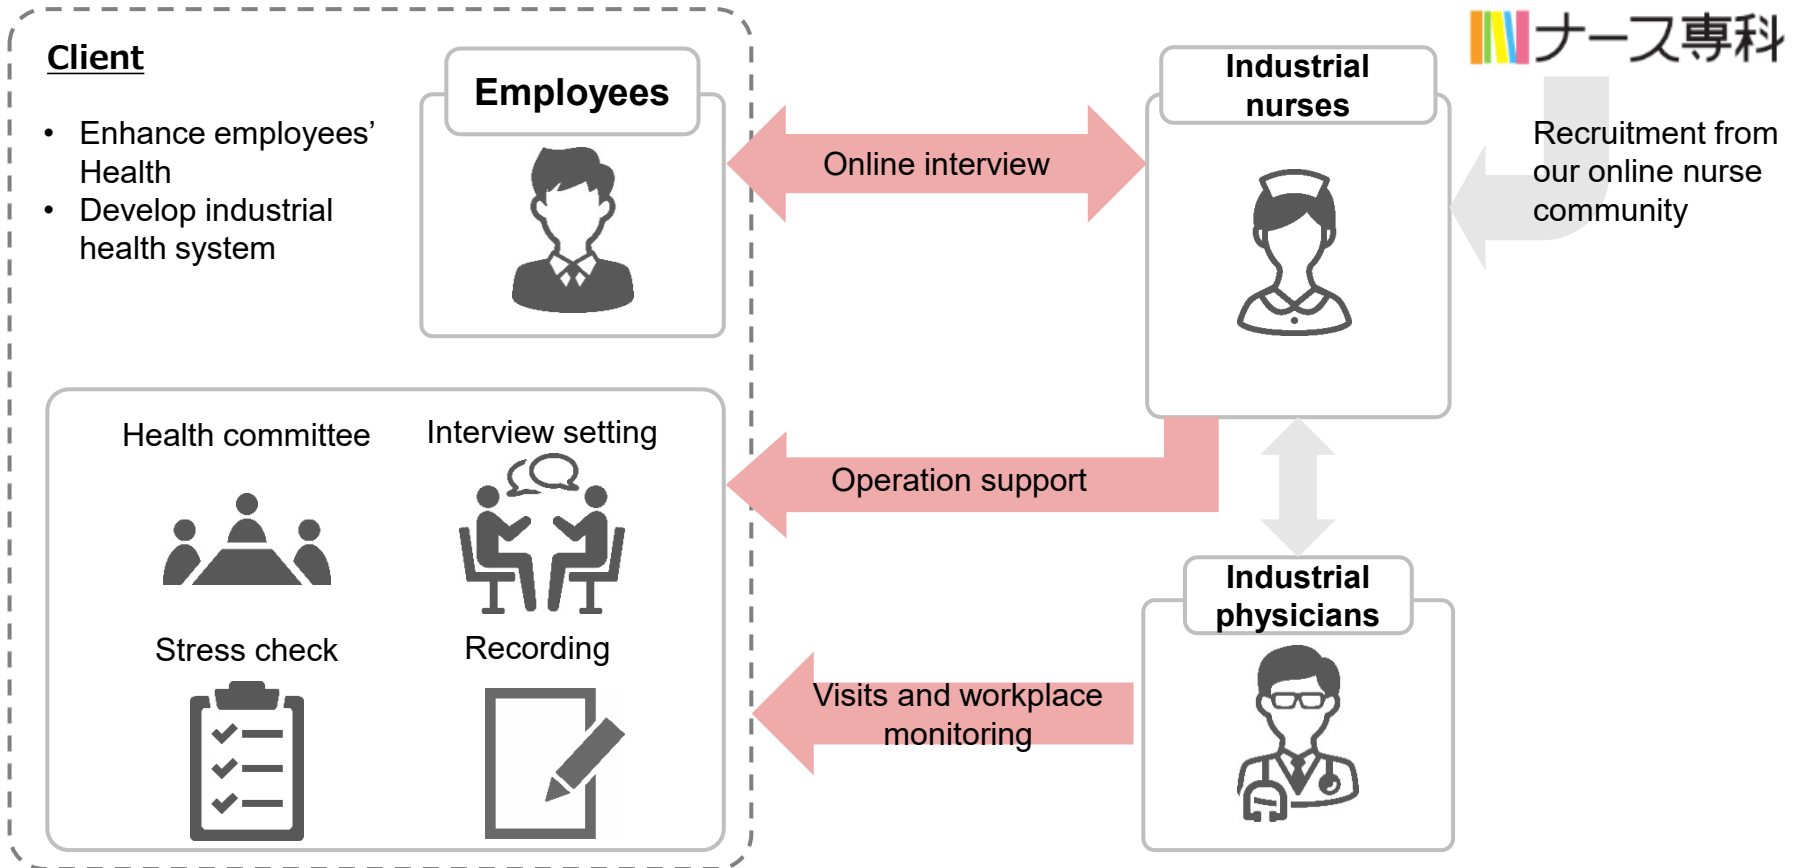 Client
• Enhance employees’
Health
• Develop industrial
health system
Employees
Online interview
Industrial
nurses
ナース専科
Recruitment from
our online nurse
community
Health committee
Interview setting
Stress check
Recording
Operation support
Visits and workplace
monitoring
Industrial
physicians